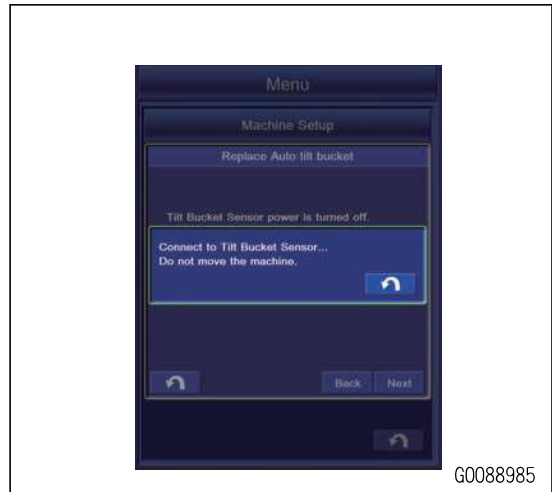 Menu
Machine Setup
Replace Auto tilt bucket
Tilt Bucket Sensor power is turned off.
Connect to Tilt Bucket Sensor...
Do not move the machine.
Back Next
G0088985